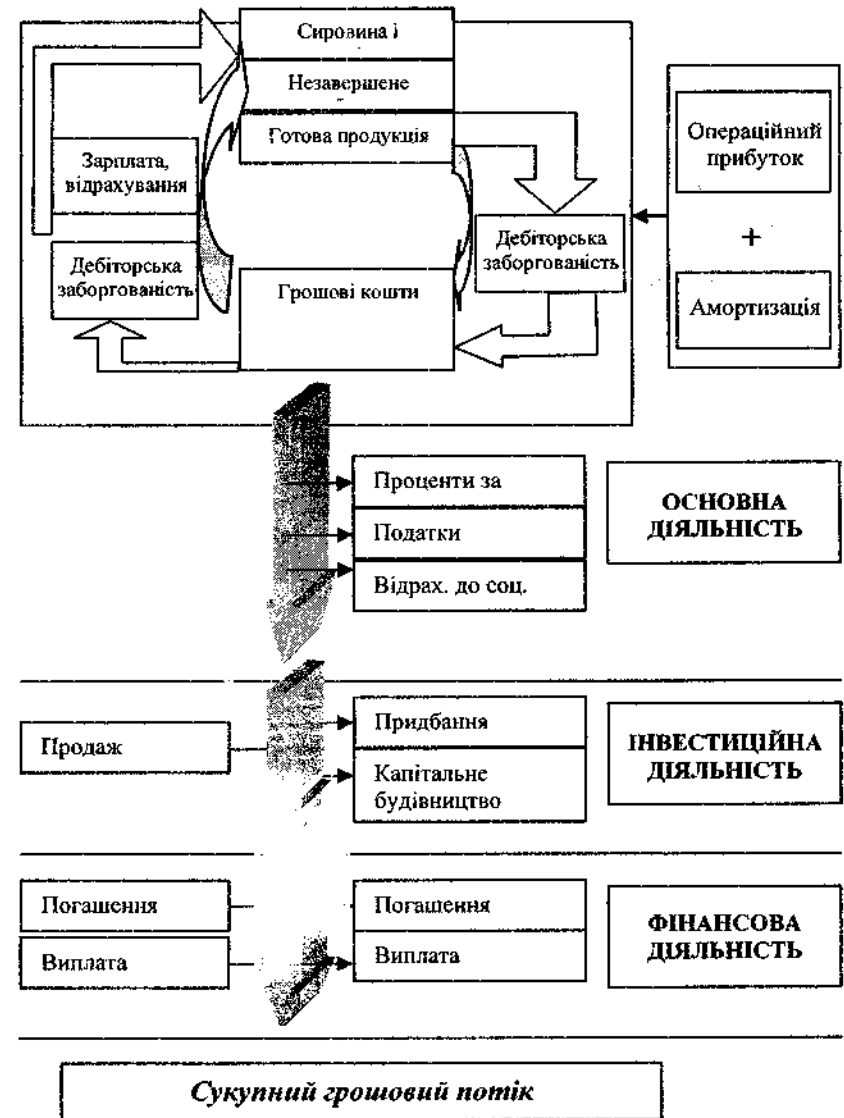 Сировина і
Незавершене
Готова продукція
Зарплата,
відрахування
Дебіторська
заборгованість
Грошові кошти
Дебіторська
заборгованість
Операційний
прибуток
+
Амортизація
Проценти за
Податки
Відрах. до соц.
ОСНОВНА
ДІЯЛЬНІСТЬ
Продаж
Придбання
Капітальне
будівництво
ІНВЕСТИЦІЙНА
ДІЯЛЬНІСТЬ
Погашення
Виплата
Погашення
Виплата
ФІНАНСОВА
ДІЯЛЬНІСТЬ
Сукупний грошовий потік